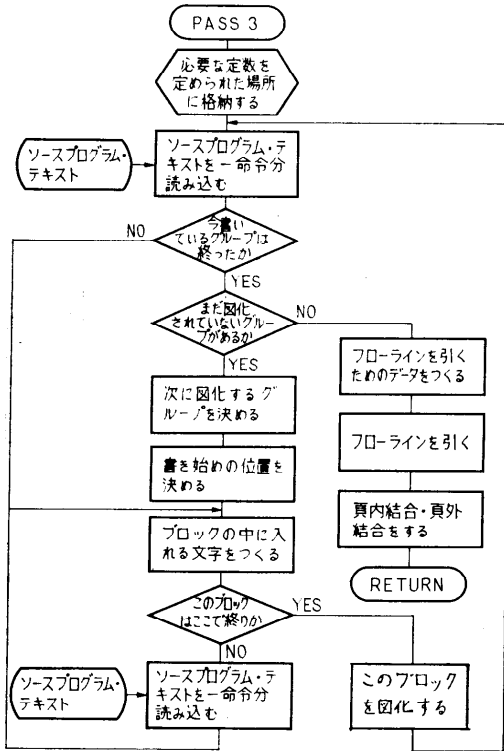 PASS 3
必要な定数を
定められた場所
に格納する
ソースプログラム・
テキスト
ソースプログラム・テ
キストを一命令分
読み込む
今書い
ているグループは
終ったか
NO
YES
まだ図化
されていないグルー
プがあるか
NO
YES
次に図化するグ
ループを決める
書き始めの位置を
決める
ブロックの中に入
れる文字をつくる
このブロック
はここで終りか
YES
NO
ソースプログラム・
テキスト
ソースプログラム・テ
キストを一命令分
読み込む
フローラインを引く
ためのデータをつくる
フローラインを引く
頁内結合・頁外
結合をする
RETURN
このブロック
を図化する